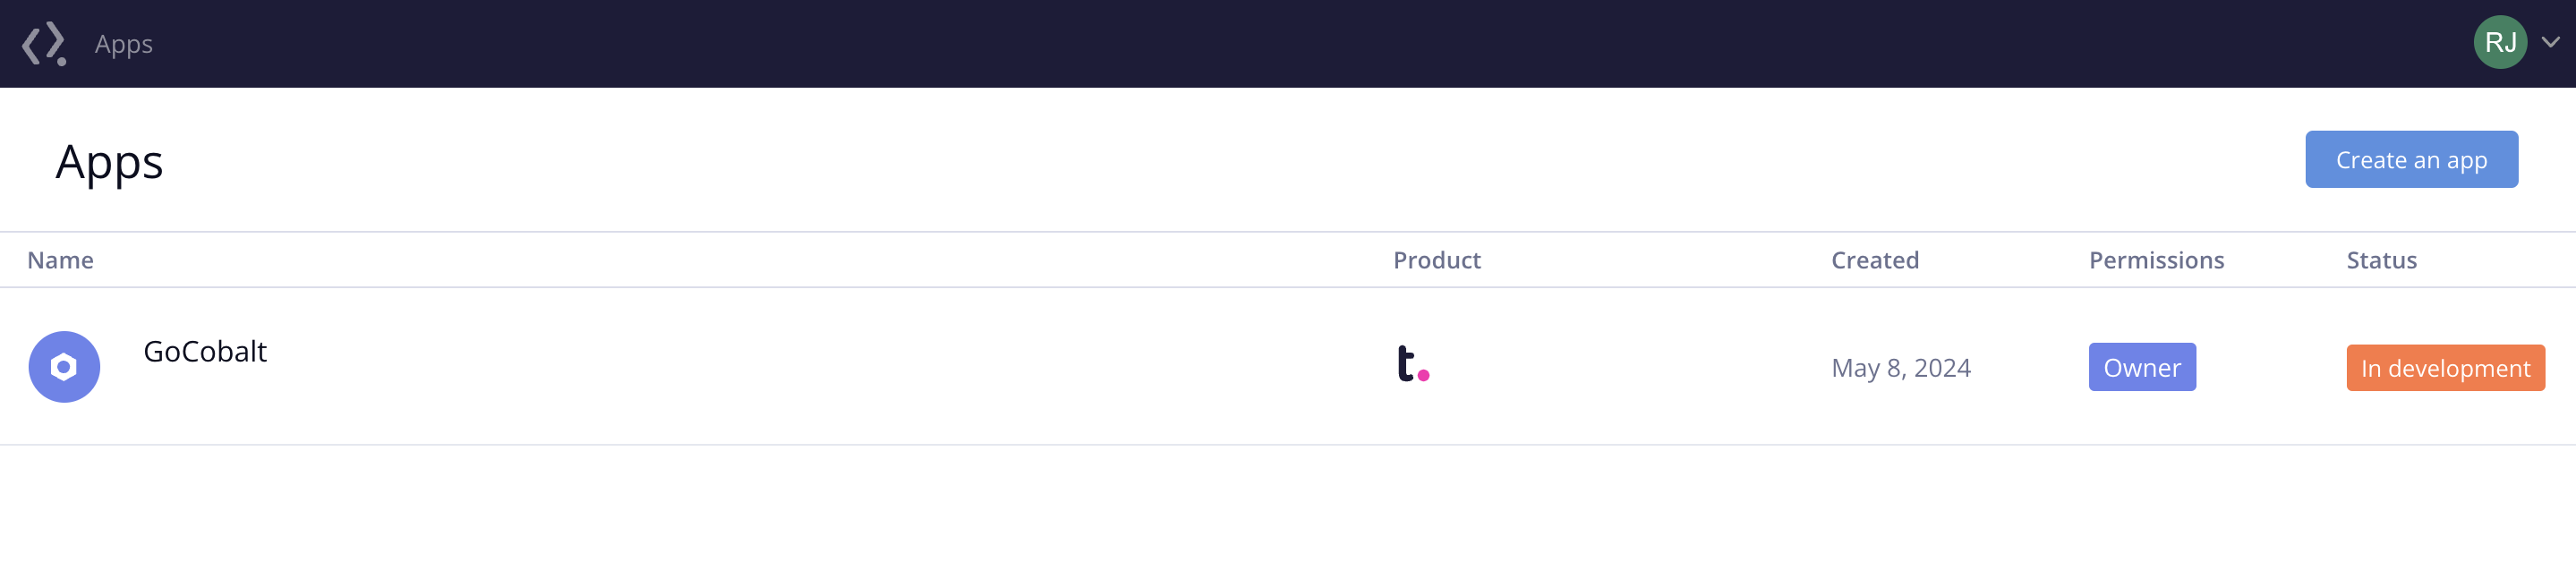 Apps
RJ
Apps
Create an app
Name Product Created Permissions Status
GoCobalt
t.
May 8, 2024 Owner In development